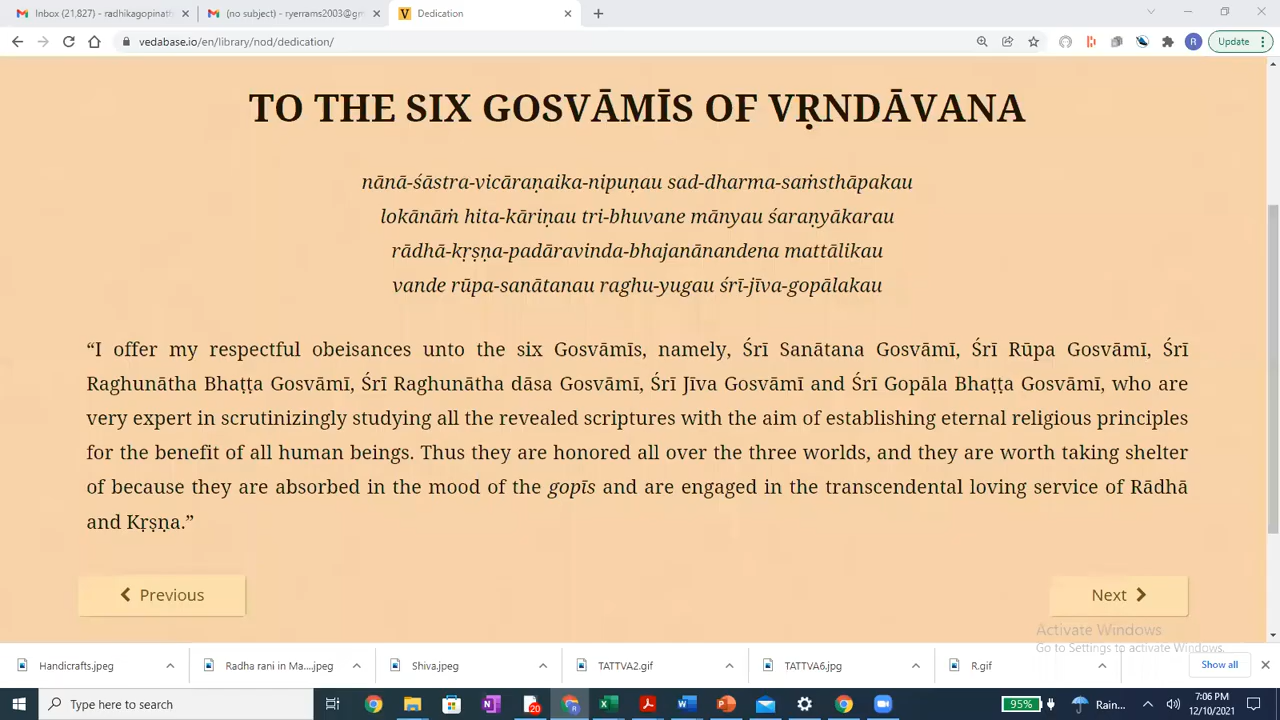 Inbox (21,827) - radhikagopinath
(no subject) - ryerrams2003@gm
Dedication
vedabase.io/en/library/nod/dedication/
R
Update
TO THE SIX GOSVĀMĪS OF VṚNDĀVANA
nānā-śāstra-vicāraṇaika-nipuṇau sad-dharma-saṁsthāpakau
lokānāṁ hita-kāriṇau tri-bhuvane mānyau śaraṇyākarau
rādhā-kṛṣṇa-padāravinda-bhajanānandena mattālikau
vande rūpa-sanātanau raghu-yugau śrī-jīva-gopālakau
“I offer my respectful obeisances unto the six Gosvāmīs, namely, Śrī Sanātana Gosvāmī, Śrī Rūpa Gosvāmī, Śrī
Raghunātha Bhaṭṭa Gosvāmī, Śrī Raghunātha dāsa Gosvāmī, Śrī Jīva Gosvāmī and Śrī Gopāla Bhaṭṭa Gosvāmī, who are
very expert in scrutinizingly studying all the revealed scriptures with the aim of establishing eternal religious principles
for the benefit of all human beings. Thus they are honored all over the three worlds, and they are worth taking shelter
of because they are absorbed in the mood of the gopīs and are engaged in the transcendental loving service of Rādhā
and Kṛṣṇa.”
Previous
Next
Activate Windows
Go to Settings to activate Windows.
Handicrafts.jpeg
Radha rani in Ma....jpeg
Shiva.jpeg
TATTVA2.gif
TATTVA6.jpg
R.gif
Show all
Type here to search
20
95%
Rain...
7:06 PM
12/10/2021